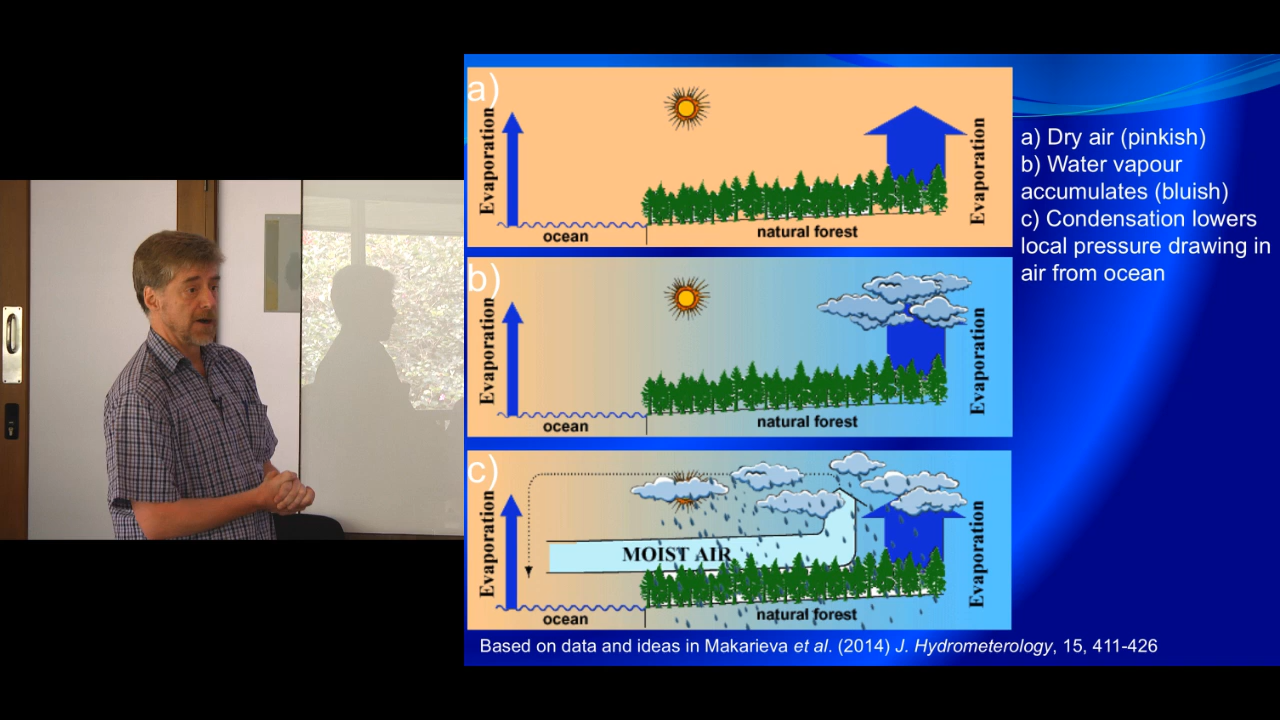 a)
Evaporation
Evaporation
ocean
natural forest
b)
Evaporation
Evaporation
ocean
natural forest
c)
Evaporation
MOIST AIR
Evaporation
ocean
natural forest
a) Dry air (pinkish)
b) Water vapour
accumulates (bluish)
c) Condensation lowers
local pressure drawing in
air from ocean
Based on data and ideas in Makarieva et al. (2014) J. Hydrometerology, 15, 411-426